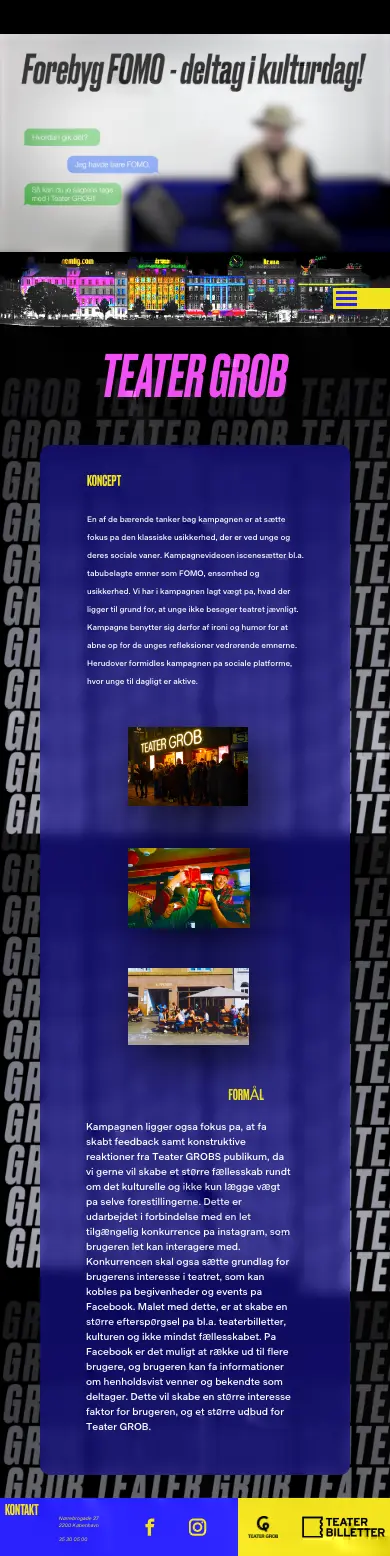 Forebyg FOMO - deltag i kulturdag!
Hvordan gik det?
Jeg havde bare FOMO.
Så kan du jo sagtens tage
med i Teater GROB!!
Irma
TEATER GROB
KONCEPT
En af de bærende tanker bag kampagnen er at sætte
fokus pa den klassiske usikkerhed, der er ved unge og
deres sociale vaner. Kampagnevideoen iscenesætter bl.a.
tabubelagte emner som FOMO, ensomhed og
usikkerhed. Vi har i kampagnen lagt vægt pa, hvad der
ligger til grund for, at unge ikke besøger teatret jævnligt.
Kampagne benytter sig derfor af ironi og humor for at
abne op for de unges refleksioner vedrørende emnerne.
Herudover formidles kampagnen pa sociale platforme,
hvor unge til dagligt er aktive.
TEATER GROB
FORMÅL
Kampagnen ligger ogsa fokus pa, at fa
skabt feedback samt konstruktive
reaktioner fra Teater GROBS publikum, da
vi gerne vil skabe et større fællesskab rundt
om det kulturelle og ikke kun lægge vægt
pa selve forestillingerne. Dette er
udarbejdet i forbindelse med en let
tilgængelig konkurrence pa instagram, som
brugeren let kan interagere med.
Konkurrencen skal ogsa sætte grundlag for
brugerens interesse i teatret, som kan
kobles pa begivenheder og events pa
Facebook. Malet med dette, er at skabe en
større efterspørgsel pa bl.a. teaterbilletter,
kulturen og ikke mindst fællesskabet. Pa
Facebook er det muligt at række ud til flere
brugere, og brugeren kan fa informationer
om henholdsvist venner og bekendte som
deltager. Dette vil skabe en større interesse
faktor for brugeren, og et større udbud for
Teater GROB.
KONTAKT
Nørrebrogade 37
2200 København
35 30 05 00
TEATER GROB
TEATER
BILLETTER